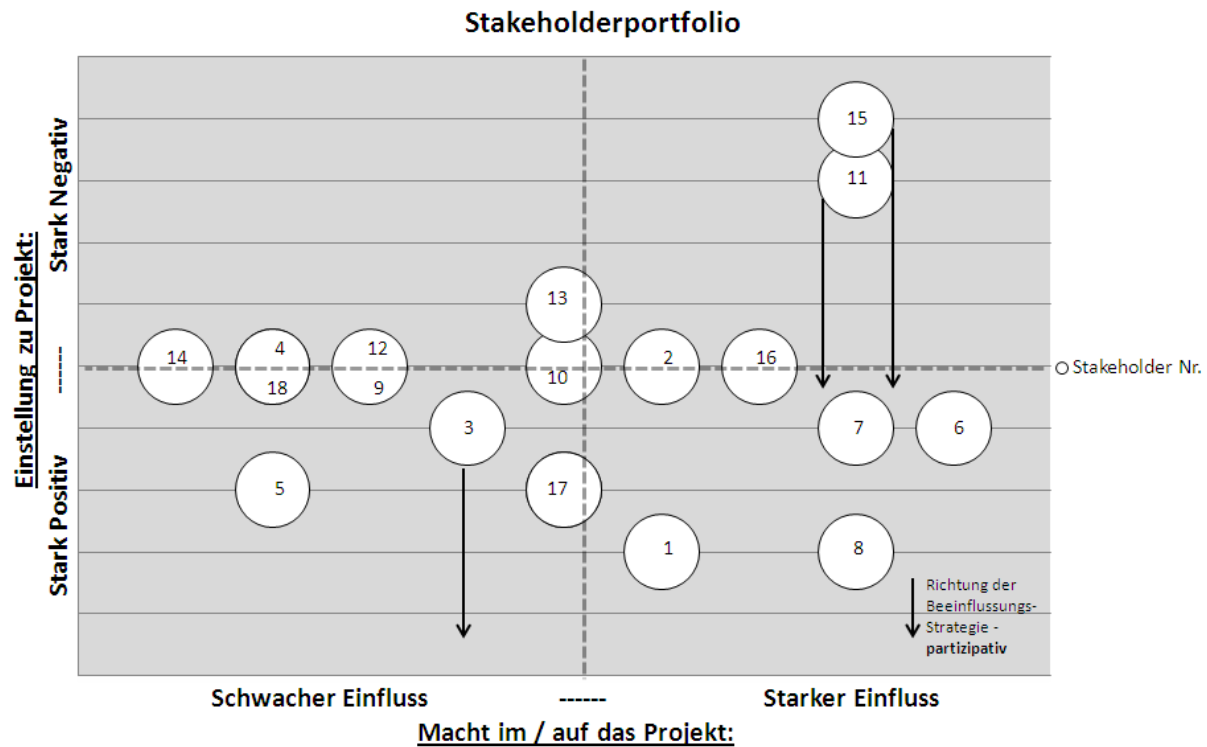 Stakeholderportfolio
Einstellung zu Projekt:
Stark Negativ
------
Stark Positiv
15
11
13
14
4
12
2
16
18
9
10
3
7
6
5
17
1
8
Stakeholder Nr.
Richtung der
Beeinflussungs-
Strategie -
partizipativ
Schwacher Einfluss ------ Starker Einfluss
Macht im / auf das Projekt: